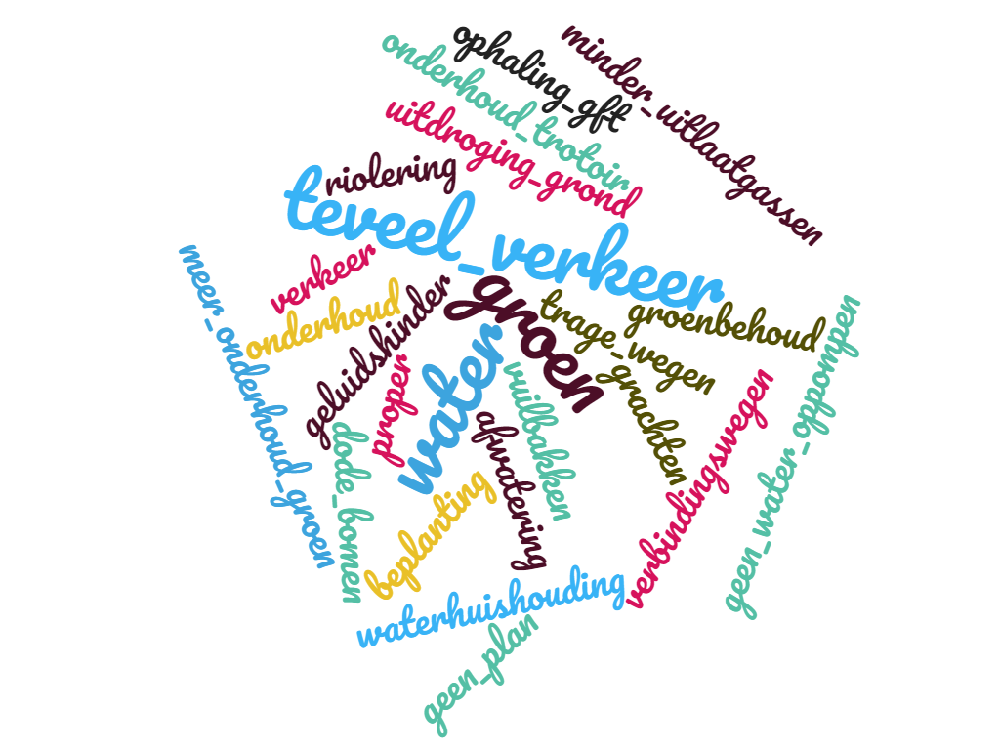 minder_uitlaatgassen
ophaling_gft
onderhoud_trotoir
uitdroging_grond
riolering
teveel_verkeer
verkeer
onderhoud
geluidshinder
groen
trage_wegen
groenbehoud
meer_onderhoud_groen
water
proper
vuilbakken
grachten
geen_water_oppompen
verbindingswegen
dode_bomen
afwatering
beplanting
waterhuishouding
geen_plan